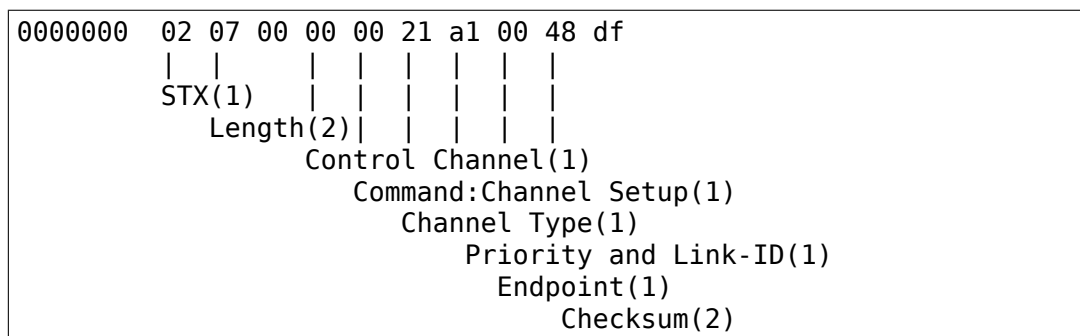 0000000  02 07 00 00 00 21 a1 00 48 df
         |  |     |  |  |  |  |  |
         STX(1)   |  |  |  |  |  |
            Length(2)|  |  |  |  |
                  Control Channel(1)
                     Command:Channel Setup(1)
                        Channel Type(1)
                            Priority and Link-ID(1)
                              Endpoint(1)
                                  Checksum(2)